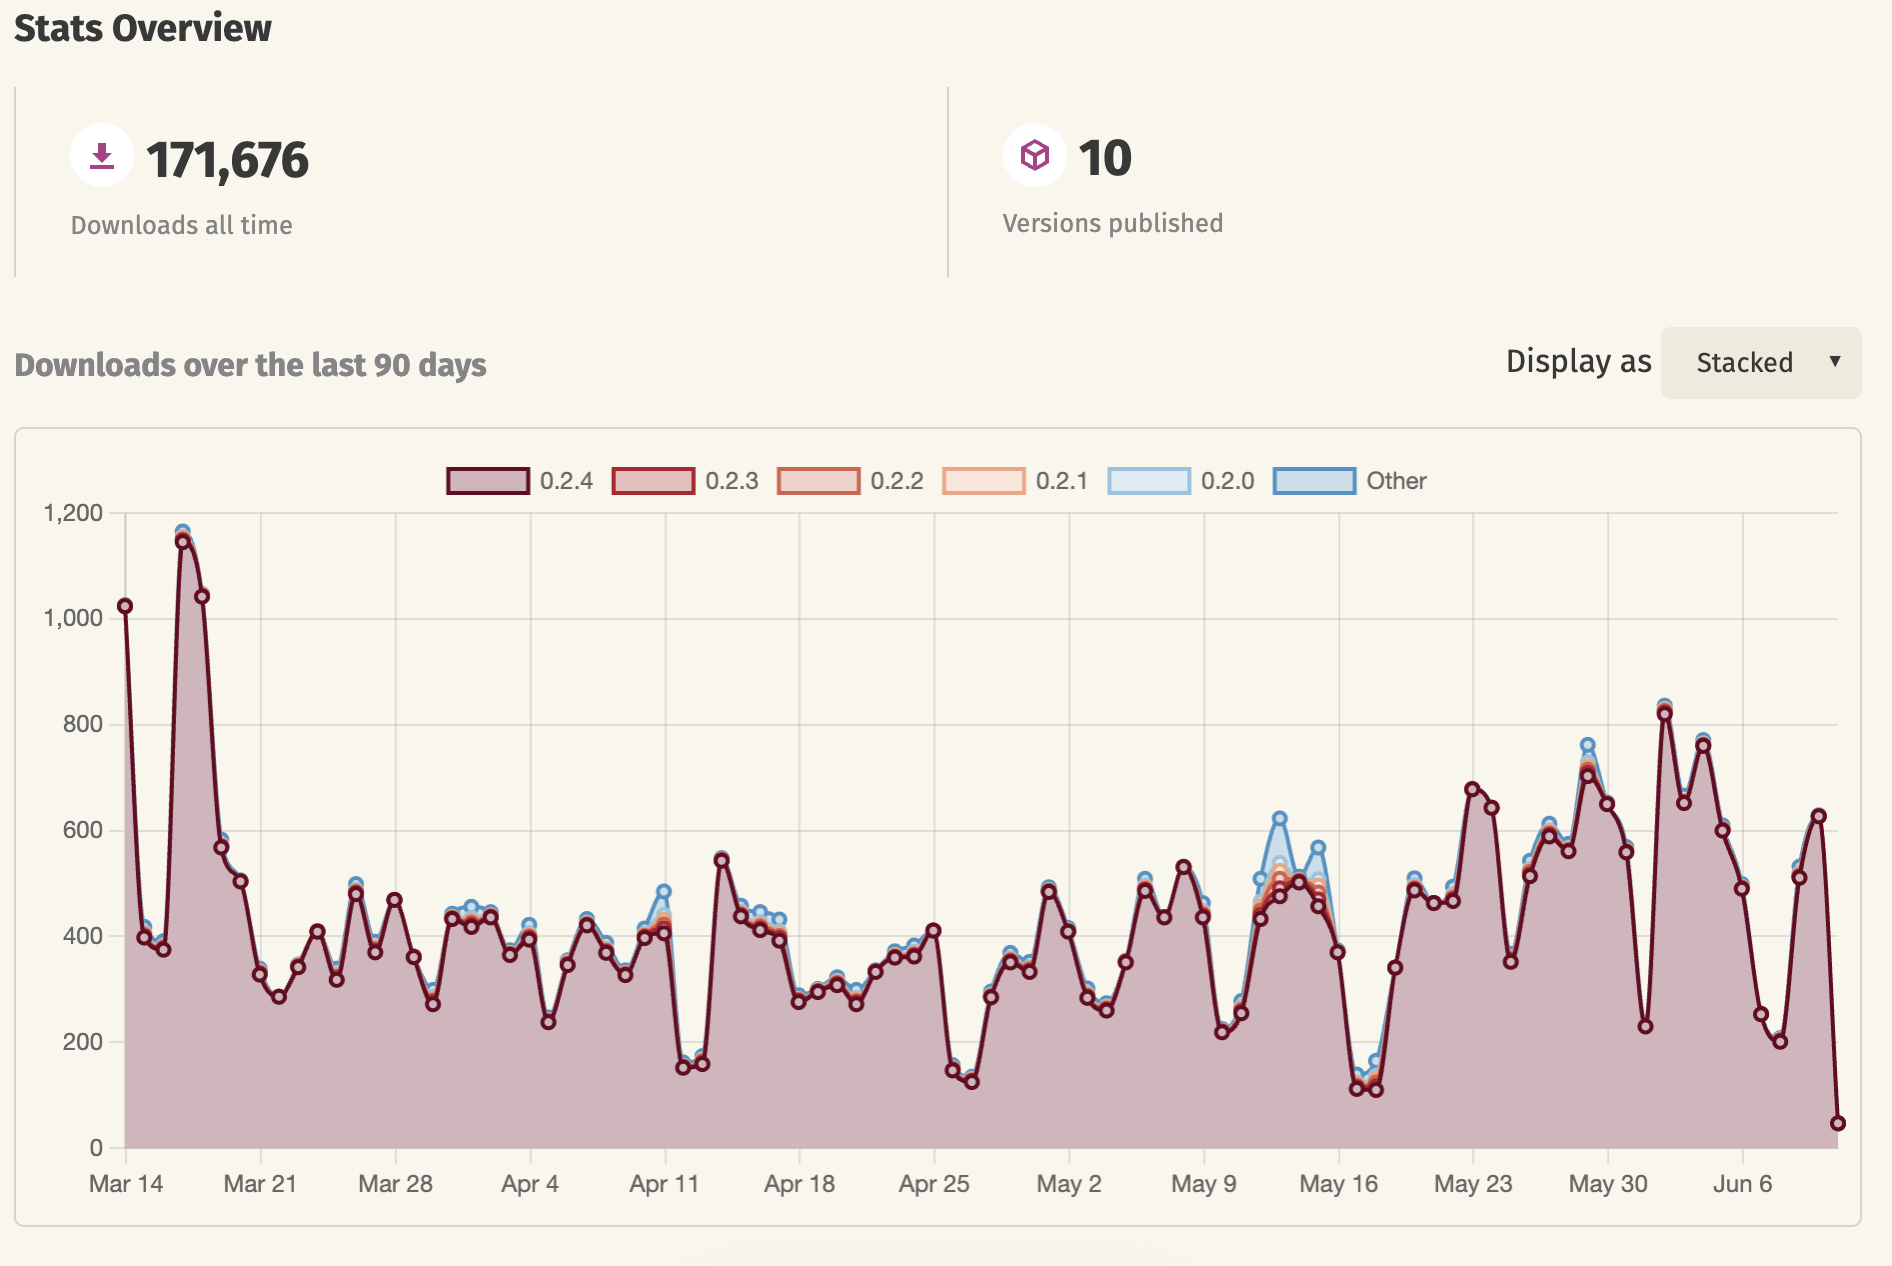 Stats Overview
171,676
Downloads all time
10
Versions published
Downloads over the last 90 days
Display as
Stacked
0.2.4 0.2.3 0.2.2 0.2.1 0.2.0 Other
1,200
1,000
800
600
400
200
0
Mar 14 Mar 21 Mar 28 Apr 4 Apr 11 Apr 18 Apr 25 May 2 May 9 May 16 May 23 May 30 Jun 6